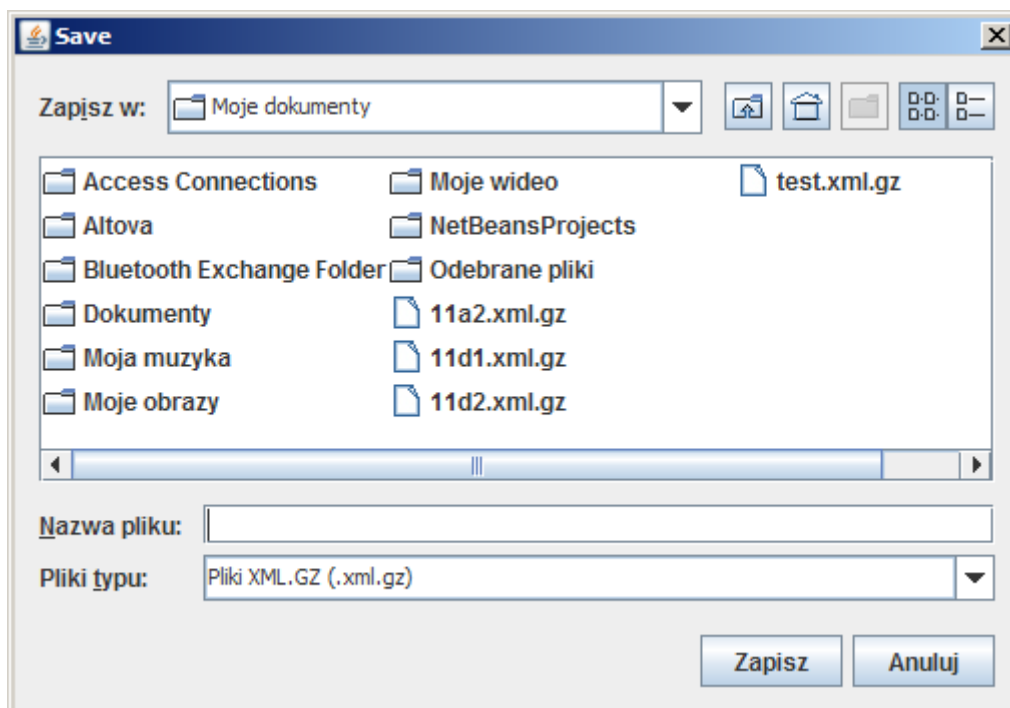 Save
Zapisz w: Moje dokumenty
Access Connections Moje wideo test.xml.gz
Altova NetBeansProjects
Bluetooth Exchange Folder Odebrane pliki
Dokumenty 11a2.xml.gz
Moja muzyka 11d1.xml.gz
Moje obrazy 11d2.xml.gz
Nazwa pliku:
Pliki typu: Pliki XML.GZ (.xml.gz)
Zapisz Anuluj